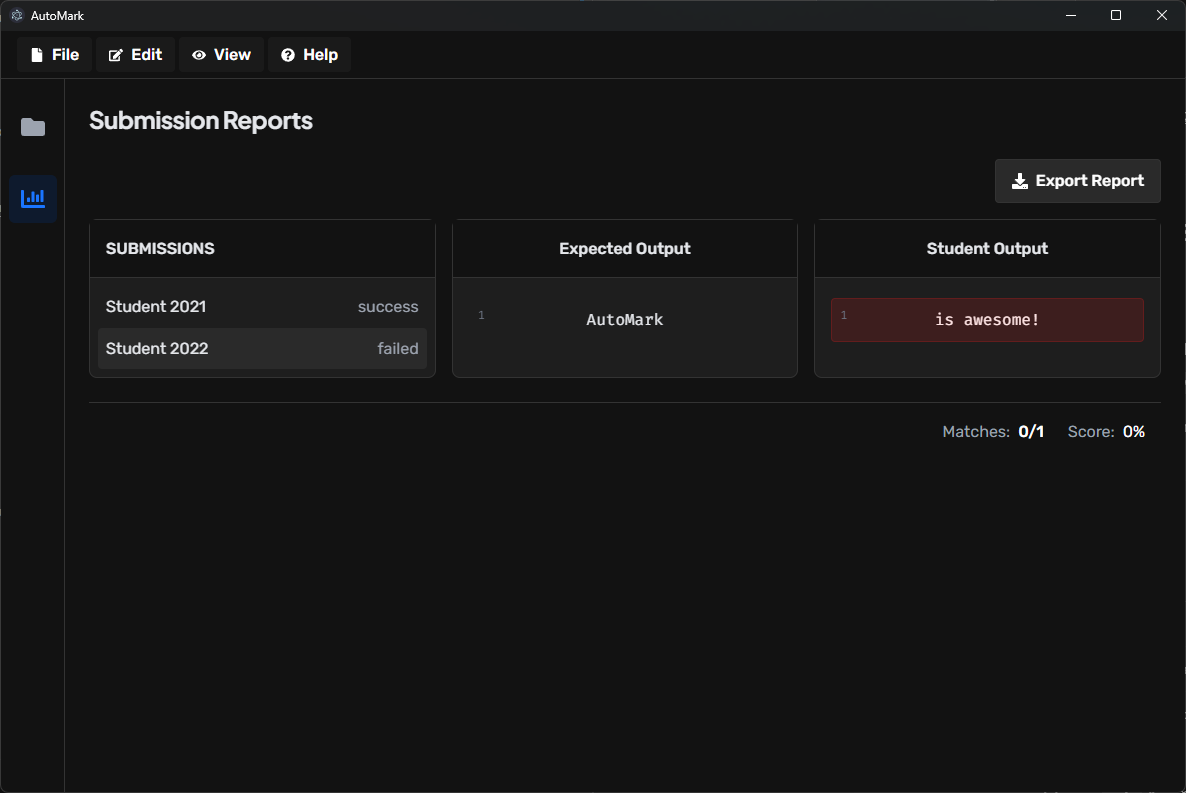 AutoMark
File Edit View Help
Submission Reports
Export Report
SUBMISSIONS
Student 2021 success
Student 2022 failed
Expected Output
1 AutoMark
Student Output
1 is awesome!
Matches: 0/1 Score: 0%